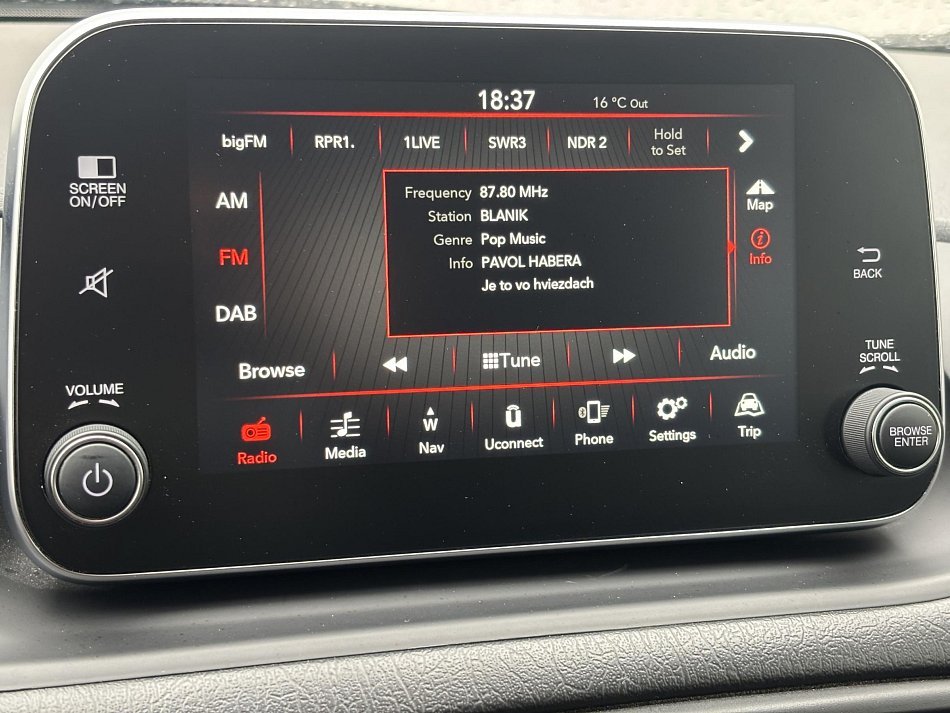 18:37 16 °C Out
bigFM RPR1. 1LIVE SWR3 NDR 2 Hold to Set
SCREEN ON/OFF
AM
FM
DAB
Frequency 87.80 MHz
Station BLANIK
Genre Pop Music
Info PAVOL HABERA
Je to vo hviezdach
Map
Info
BACK
Browse Tune Audio
VOLUME
TUNE
SCROLL
Radio Media W Nav Uconnect Phone Settings Trip
BROWSE
ENTER